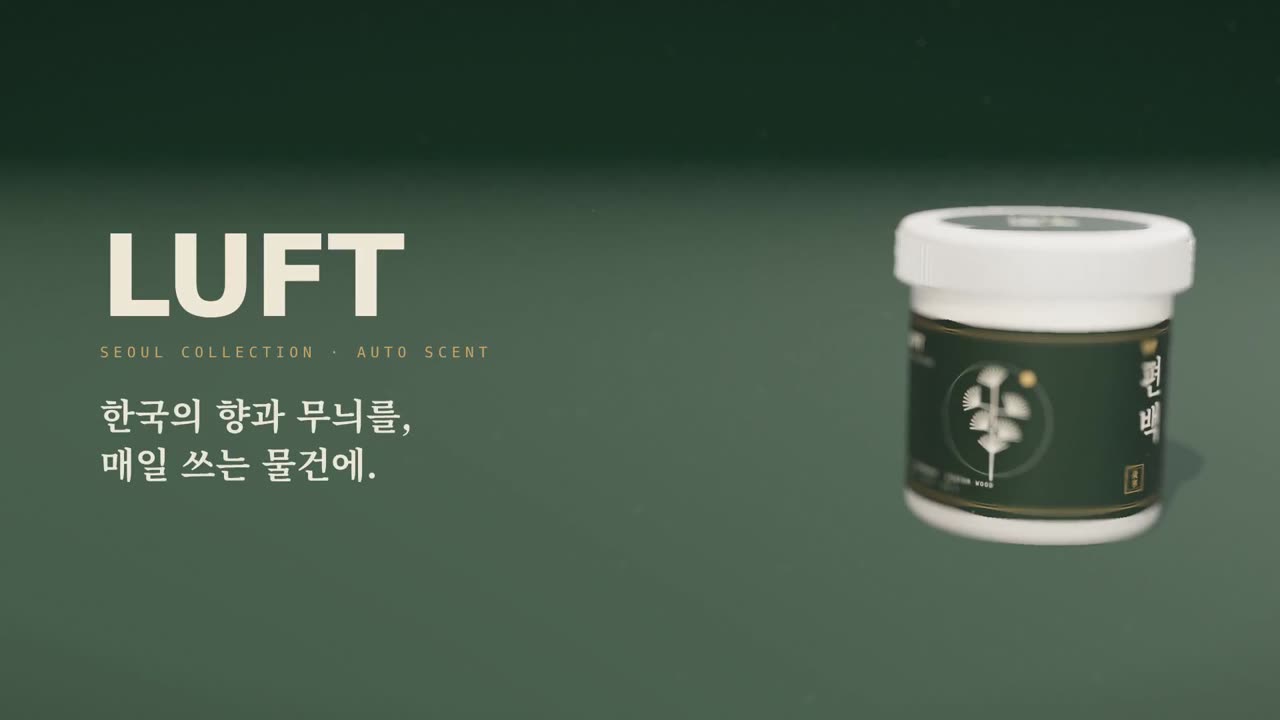 LUFT
SEOUL COLLECTION · AUTO SCENT
한국의 향과 무늬를,
매일 쓰는 물건에.
편백
WOOD